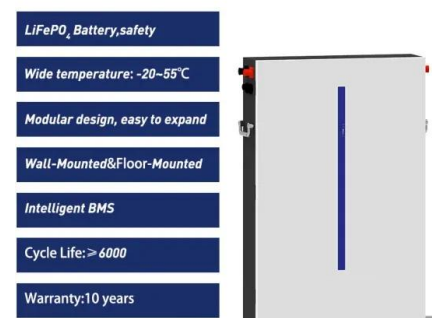 LiFePO₄ Battery,safety
Wide temperature: -20~55℃
Modular design, easy to expand
Wall-Mounted&Floor-Mounted
Intelligent BMS
Cycle Life:≥6000
Warranty:10 years